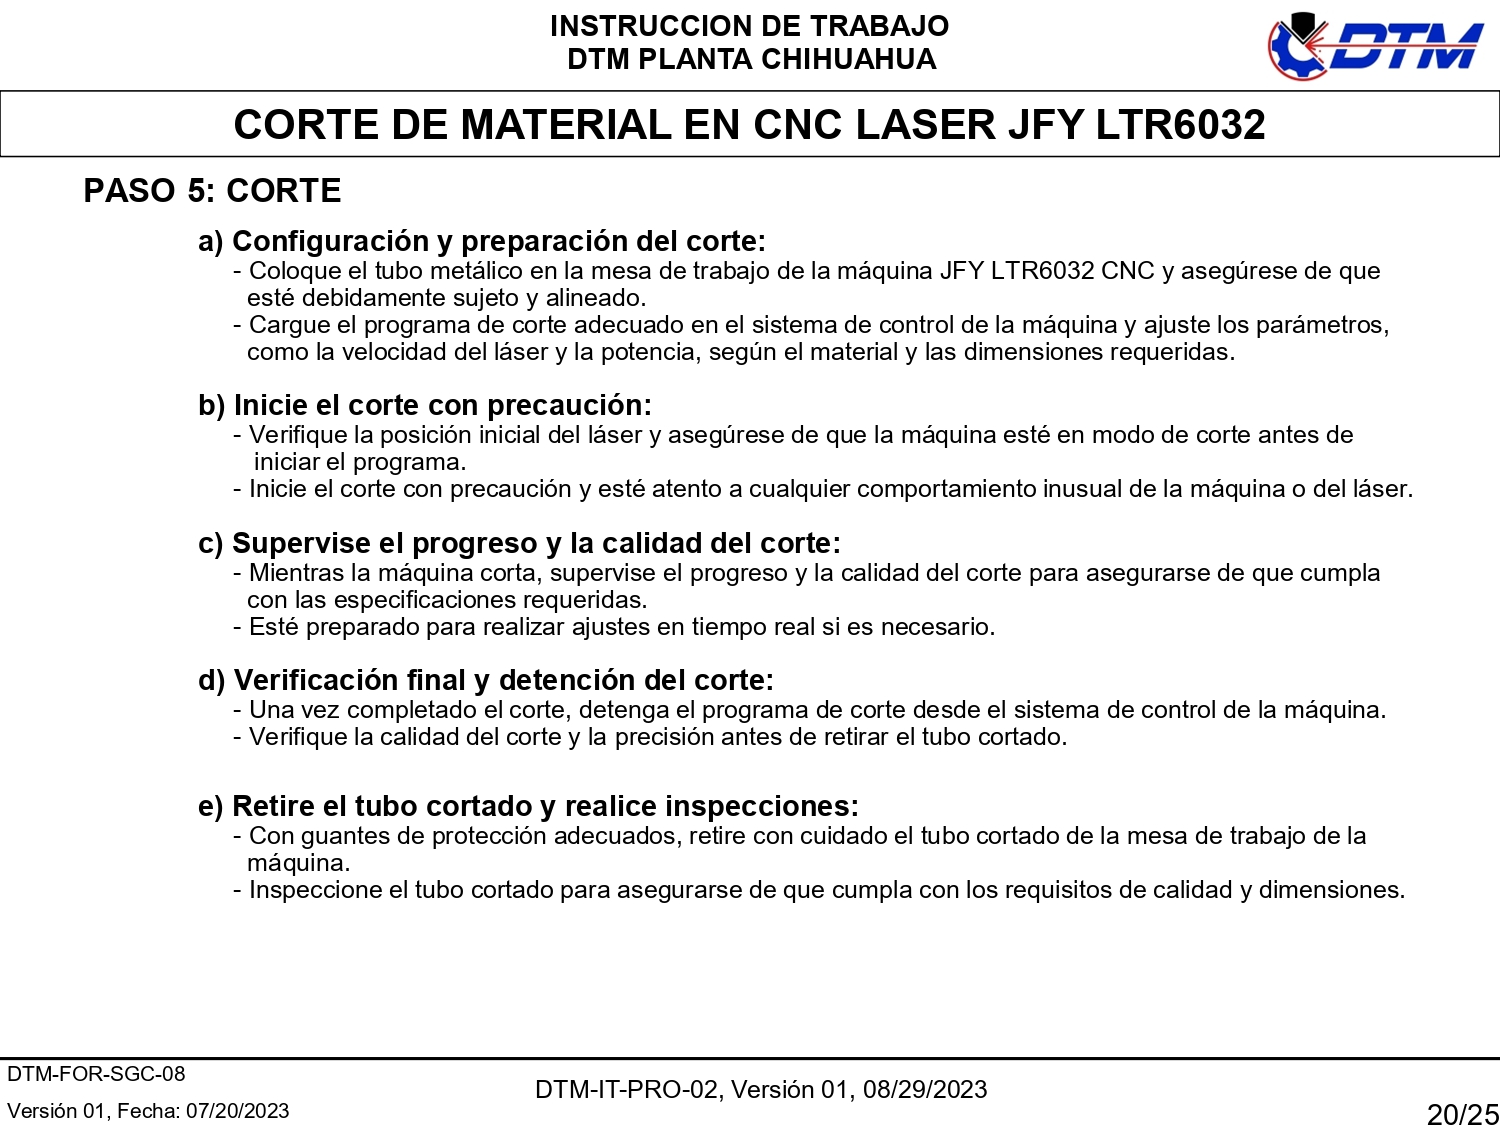 INSTRUCCION DE TRABAJO
DTM PLANTA CHIHUAHUA
DTM
CORTE DE MATERIAL EN CNC LASER JFY LTR6032
PASO 5: CORTE
a) Configuración y preparación del corte:
- Coloque el tubo metálico en la mesa de trabajo de la máquina JFY LTR6032 CNC y asegúrese de que
esté debidamente sujeto y alineado.
- Cargue el programa de corte adecuado en el sistema de control de la máquina y ajuste los parámetros,
como la velocidad del láser y la potencia, según el material y las dimensiones requeridas.
b) Inicie el corte con precaución:
- Verifique la posición inicial del láser y asegúrese de que la máquina esté en modo de corte antes de
iniciar el programa.
- Inicie el corte con precaución y esté atento a cualquier comportamiento inusual de la máquina o del láser.
c) Supervise el progreso y la calidad del corte:
- Mientras la máquina corta, supervise el progreso y la calidad del corte para asegurarse de que cumpla
con las especificaciones requeridas.
- Esté preparado para realizar ajustes en tiempo real si es necesario.
d) Verificación final y detención del corte:
- Una vez completado el corte, detenga el programa de corte desde el sistema de control de la máquina.
- Verifique la calidad del corte y la precisión antes de retirar el tubo cortado.
e) Retire el tubo cortado y realice inspecciones:
- Con guantes de protección adecuados, retire con cuidado el tubo cortado de la mesa de trabajo de la
máquina.
- Inspeccione el tubo cortado para asegurarse de que cumpla con los requisitos de calidad y dimensiones.
DTM-FOR-SGC-08
DTM-IT-PRO-02, Versión 01, 08/29/2023
Versión 01, Fecha: 07/20/2023
20/25